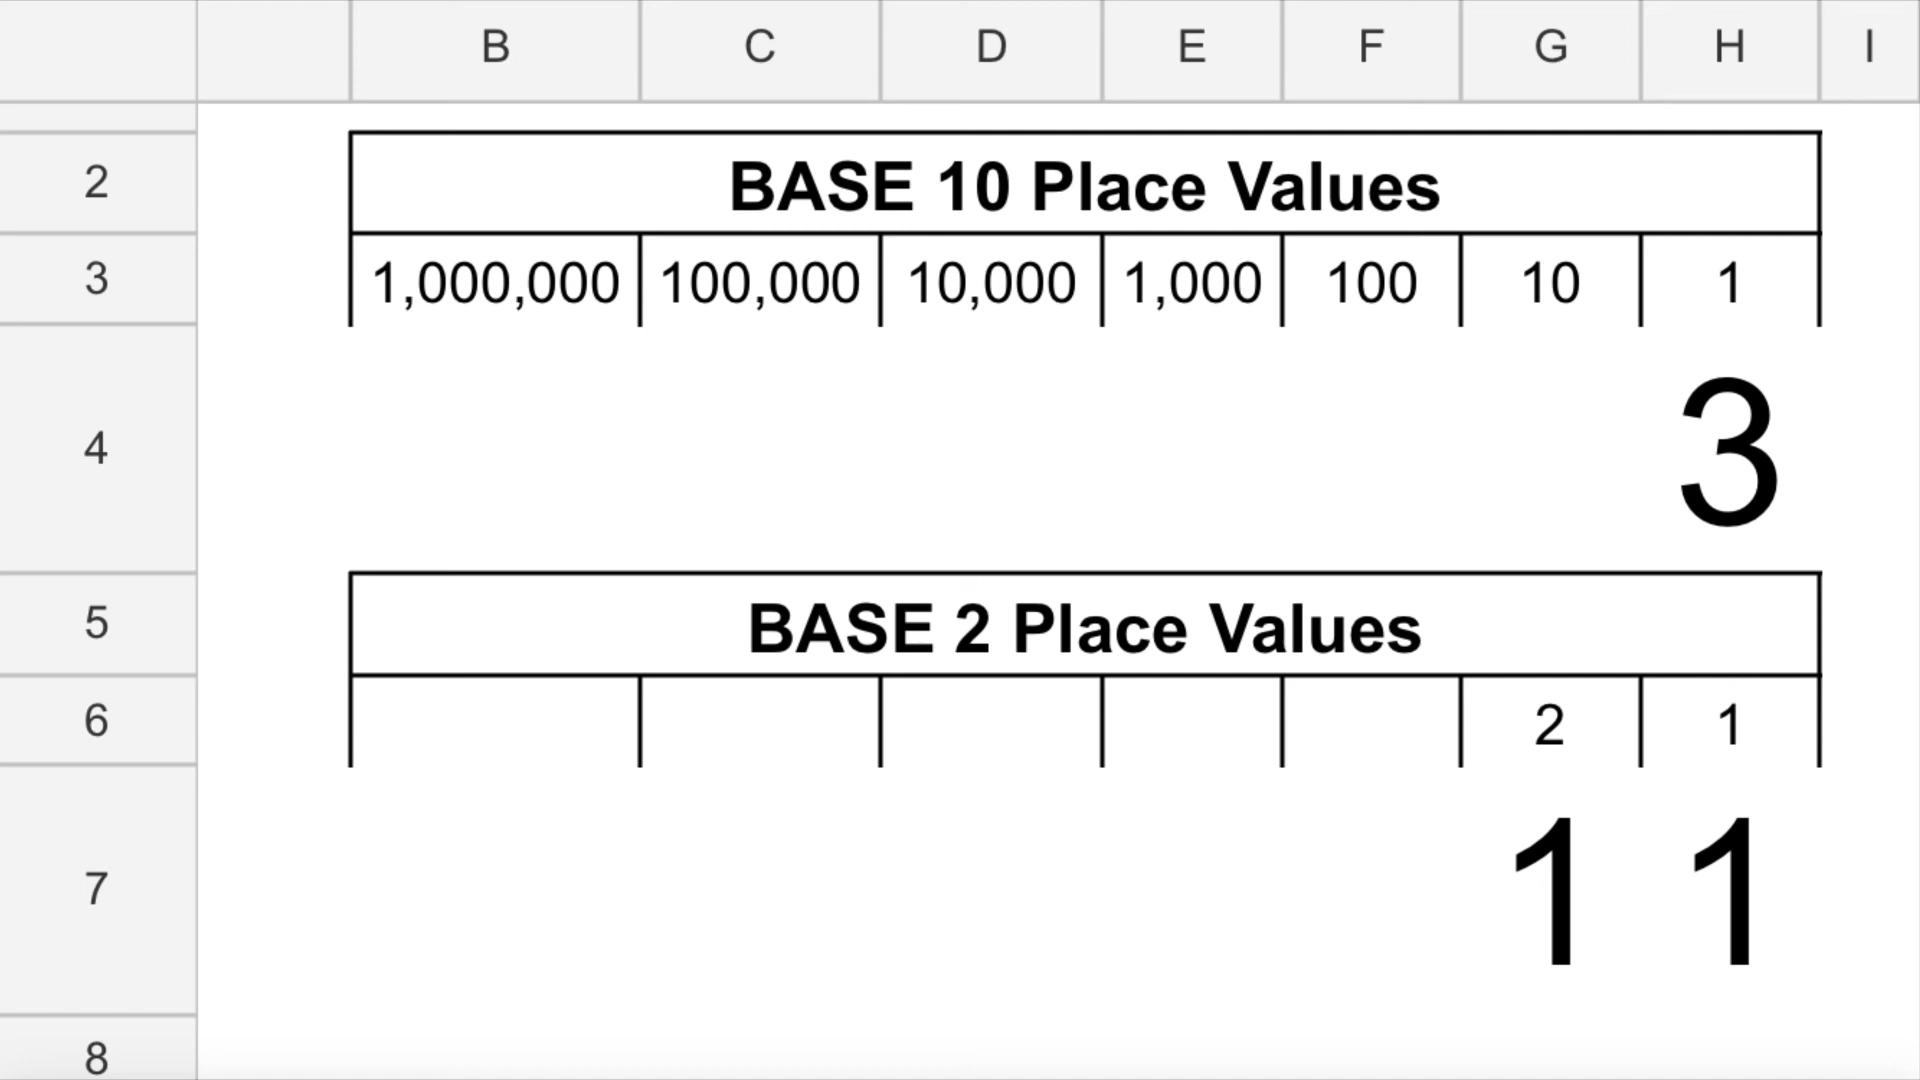 B C D E F G H I
2 BASE 10 Place Values
3 1,000,000 100,000 10,000 1,000 100 10 1
4 3
5 BASE 2 Place Values
6 2 1
7 1 1
8